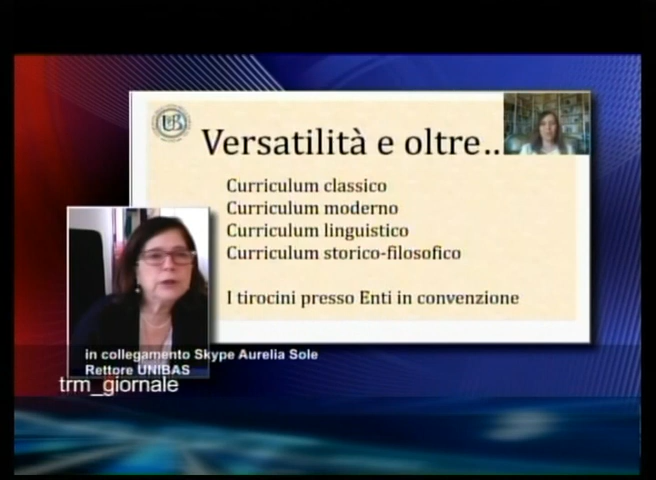 Versatilità e oltre..
Curriculum classico
Curriculum moderno
Curriculum linguistico
Curriculum storico-filosofico
I tirocini presso Enti in convenzione
in collegamento Skype Aurelia Sole
Rettore UNIBAS
trm_giornale